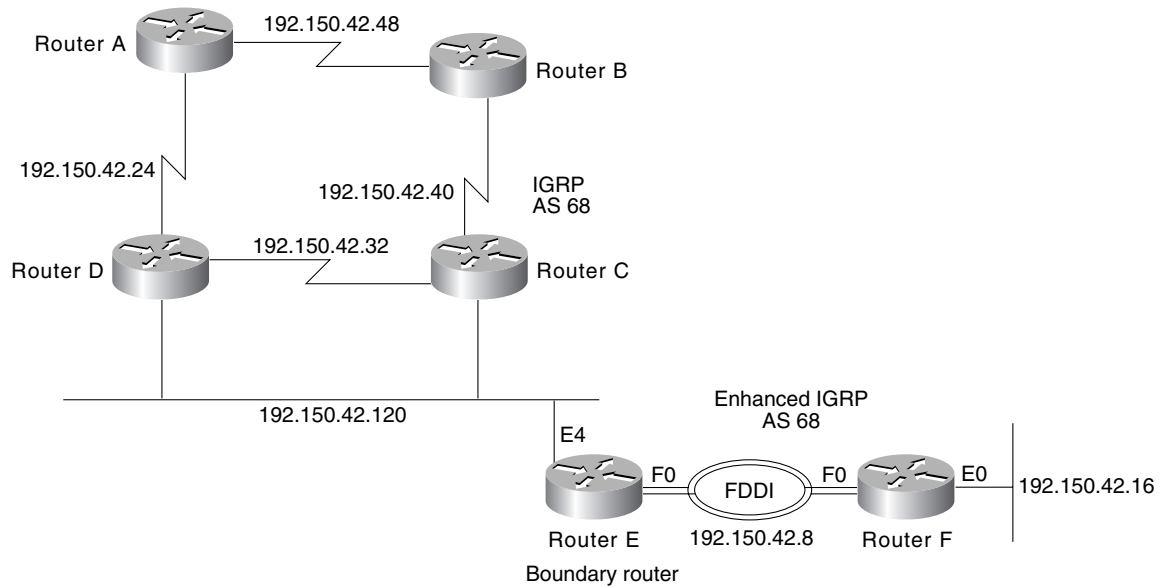 192.150.42.48
Router A
Router B
192.150.42.24
192.150.42.40
IGRP
AS 68
192.150.42.32
Router D
Router C
192.150.42.120
Enhanced IGRP
AS 68
E4
F0
FDDI
F0
E0
192.150.42.16
Router E
192.150.42.8
Router F
Boundary router